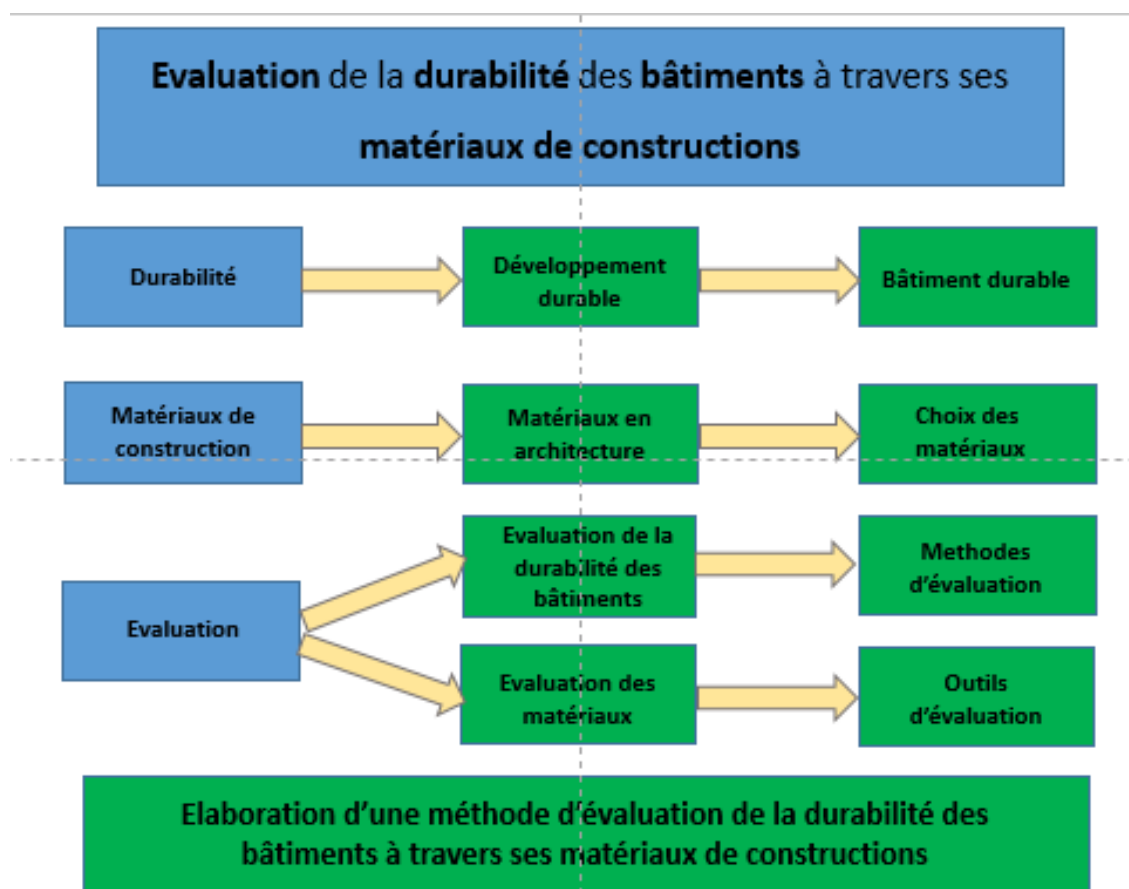 Evaluation de la durabilité des bâtiments à travers ses
matériaux de constructions
Durabilité
Développement
durable
Bâtiment durable
Matériaux de
construction
Matériaux en
architecture
Choix des
matériaux
Evaluation
Evaluation de la
durabilité des
bâtiments
Methodes
d'évaluation
Evaluation des
matériaux
Outils
d'évaluation
Elaboration d'une méthode d'évaluation de la durabilité des
bâtiments à travers ses matériaux de constructions